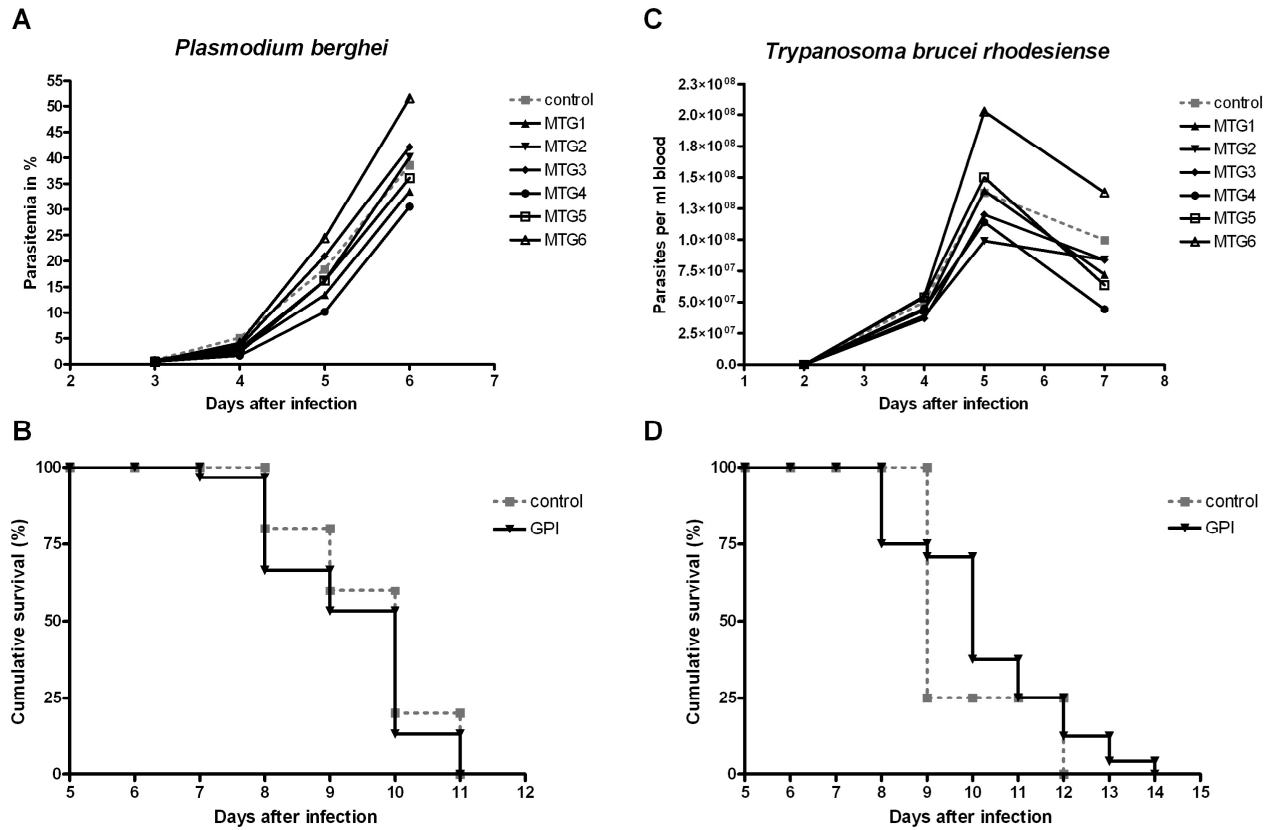 A
Plasmodium berghei
Parasitemia in %
55
50
45
40
35
30
25
20
15
10
5
0
2 3 4 5 6 7
Days after infection
control
MTG1
MTG2
MTG3
MTG4
MTG5
MTG6
C
Trypanosoma brucei rhodesiense
Parasites per ml blood
2.3×10⁰⁸
2.0×10⁰⁸
1.8×10⁰⁸
1.5×10⁰⁸
1.3×10⁰⁸
1.0×10⁰⁸
7.5×10⁰⁷
5.0×10⁰⁷
2.5×10⁰⁷
0.0
1 2 3 4 5 6 7 8
Days after infection
control
MTG1
MTG2
MTG3
MTG4
MTG5
MTG6
B
Cumulative survival (%)
100
75
50
25
0
5 6 7 8 9 10 11 12
Days after infection
control
GPI
D
Cumulative survival (%)
100
75
50
25
0
5 6 7 8 9 10 11 12 13 14 15
Days after infection
control
GPI